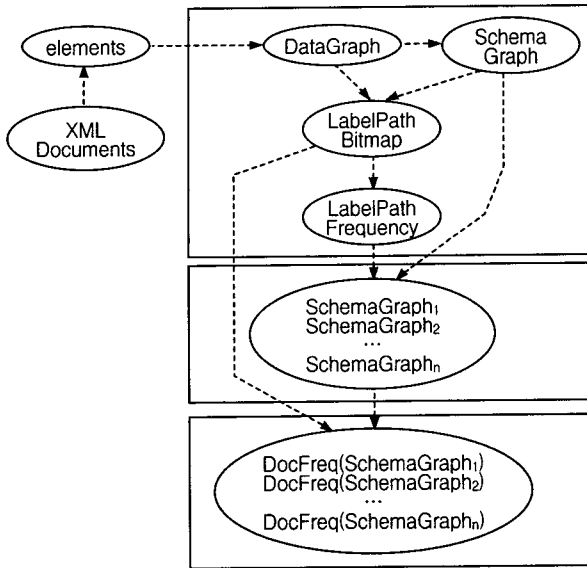 elements
DataGraph
Schema
Graph
XML
Documents
LabelPath
Bitmap
LabelPath
Frequency
SchemaGraph₁
SchemaGraph₂
...
SchemaGraphₙ
DocFreq(SchemaGraph₁)
DocFreq(SchemaGraph₂)
...
DocFreq(SchemaGraphₙ)